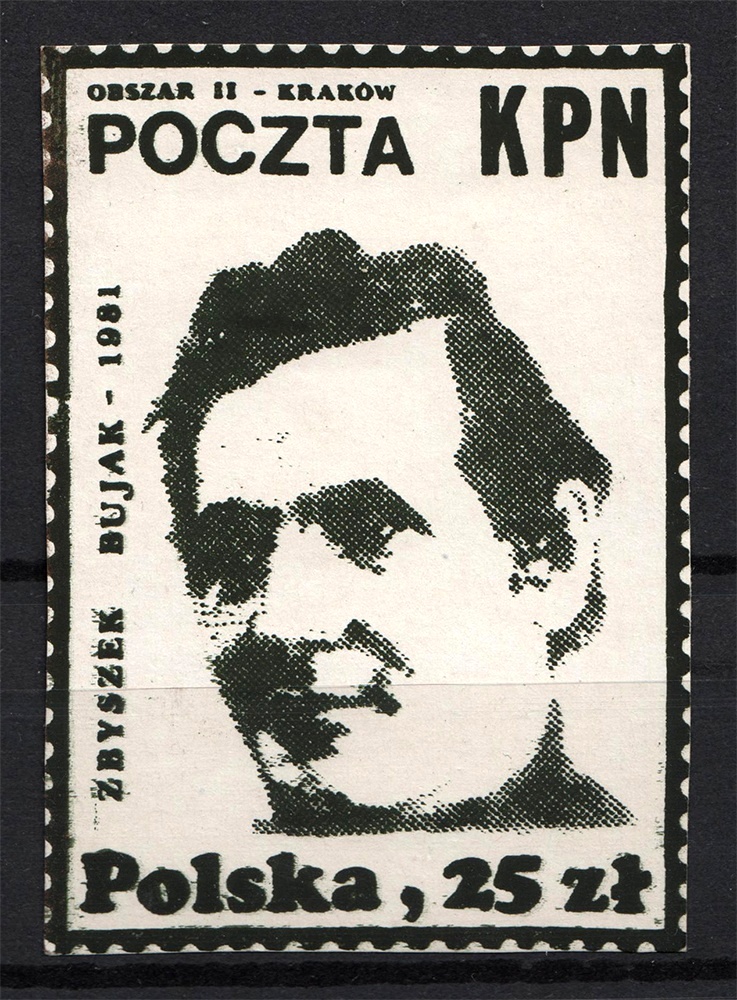 OBSZAR II - KRAKÓW
POCZTA KPN
ZBYSZEK BUJAK - 1981
Polska, 25 zł